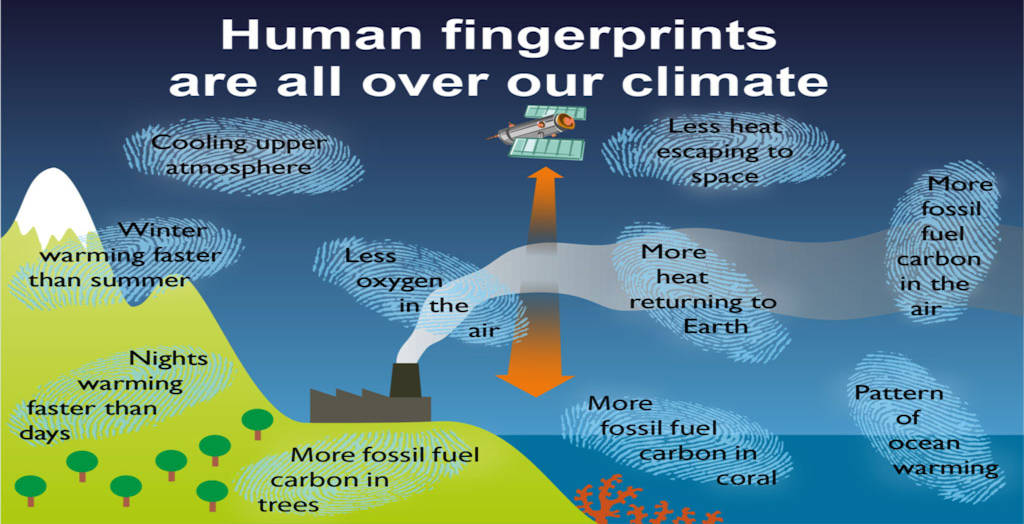 Human fingerprints
are all over our climate
Cooling upper
atmosphere
Less heat
escaping to
space
More
fossil
fuel
carbon
in the
air
Winter
warming faster
than summer
Less
oxygen
in the
air
More
heat
returning to
Earth
Nights
warming
faster than
days
More
fossil fuel
carbon in
coral
Pattern
of
ocean
warming
More fossil fuel
carbon in
trees